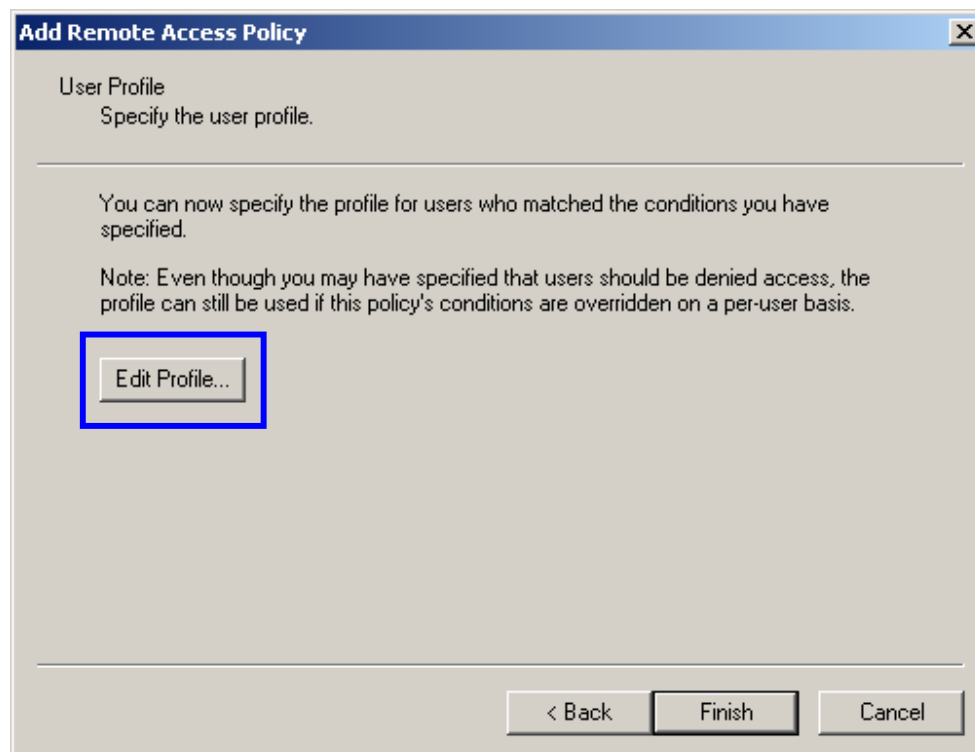 Add Remote Access Policy
User Profile
Specify the user profile.
You can now specify the profile for users who matched the conditions you have
specified.
Note: Even though you may have specified that users should be denied access, the
profile can still be used if this policy's conditions are overridden on a per-user basis.
Edit Profile...
< Back Finish Cancel